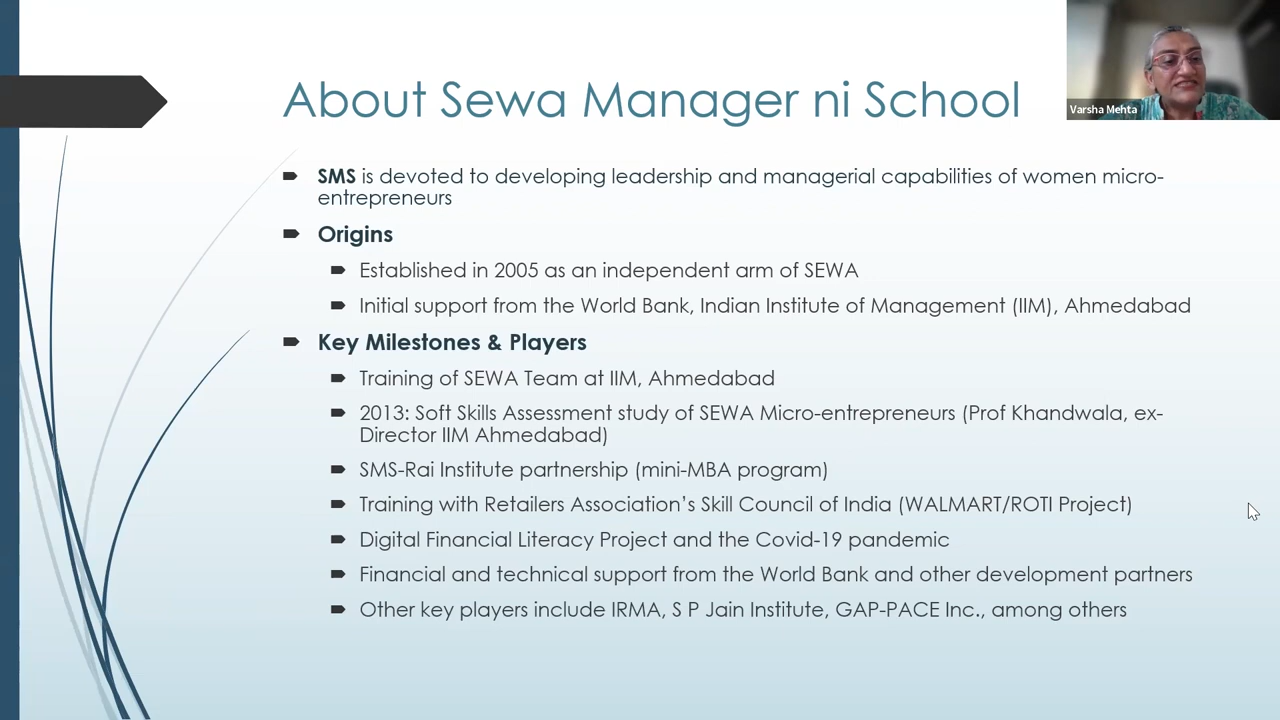 About Sewa Manager ni School
Varsha Mehta
SMS is devoted to developing leadership and managerial capabilities of women micro-
entrepreneurs
Origins
Established in 2005 as an independent arm of SEWA
Initial support from the World Bank, Indian Institute of Management (IIM), Ahmedabad
Key Milestones & Players
Training of SEWA Team at IIM, Ahmedabad
2013: Soft Skills Assessment study of SEWA Micro-entrepreneurs (Prof Khandwala, ex-
Director IIM Ahmedabad)
SMS-Rai Institute partnership (mini-MBA program)
Training with Retailers Association’s Skill Council of India (WALMART/ROTI Project)
Digital Financial Literacy Project and the Covid-19 pandemic
Financial and technical support from the World Bank and other development partners
Other key players include IRMA, S P Jain Institute, GAP-PACE Inc., among others